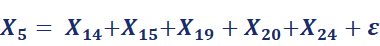 X₅ = X₁₄+X₁₅+X₁₉ + X₂₀+X₂₄ + ε